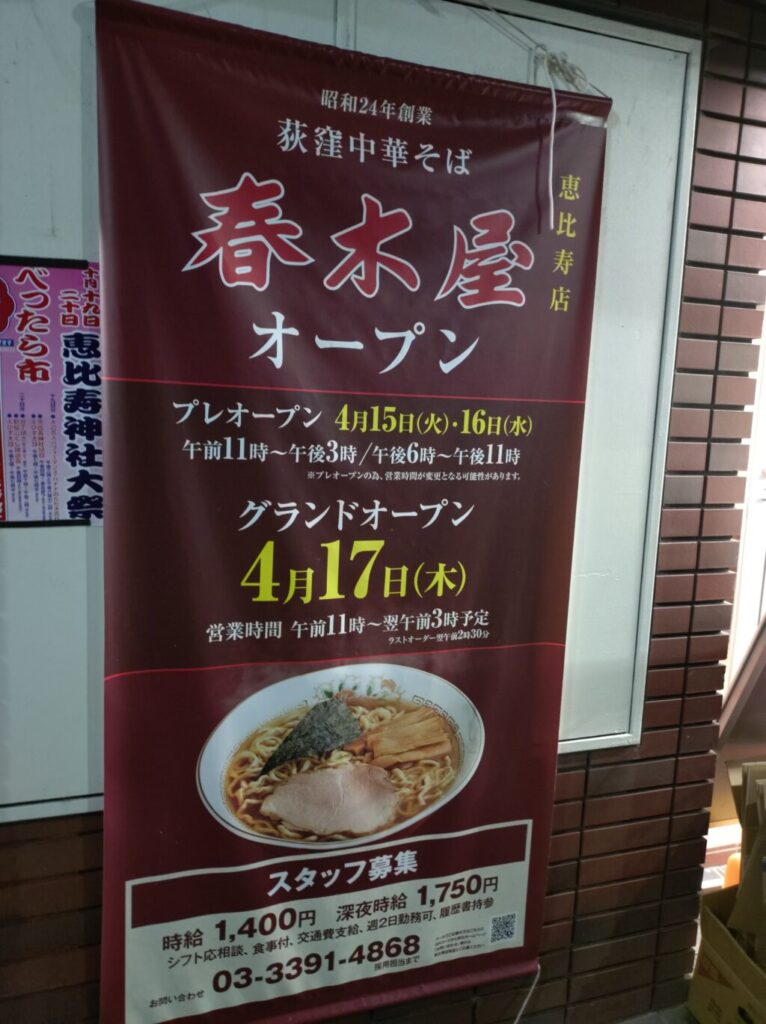 昭和24年創業
荻窪中華そば
春木屋
恵比寿店
オープン
プレオープン 4月15日(火)・16日(水)
午前11時～午後3時/午後6時～午後11時
※プレオープンの為、営業時間が変更となる可能性があります。
グランドオープン
4月17日(木)
営業時間 午前11時～翌午前3時予定
ラストオーダー翌午前2時30分
スタッフ募集
時給 1,400円 深夜時給 1,750円
シフト応相談、食事付、交通費支給、週2日勤務可、履歴書持参
お問い合わせ 03-3391-4868 採用担当まで
十月十九日
二十日
恵比寿神社大祭
べったら市